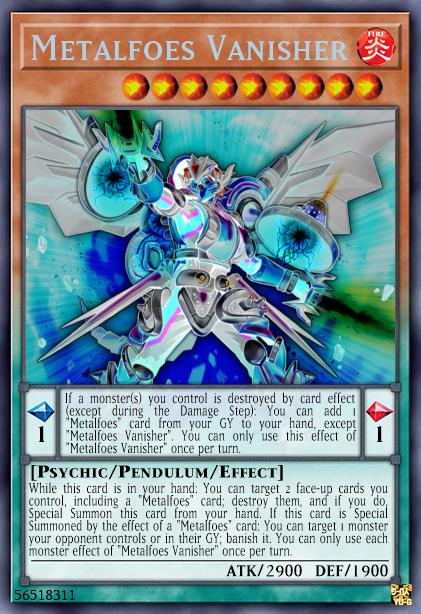 Metalfoes Vanisher
FIRE
炎
If a monster(s) you control is destroyed by card effect
(except during the Damage Step): You can add 1
"Metalfoes" card from your GY to your hand, except
"Metalfoes Vanisher". You can only use this effect of
"Metalfoes Vanisher" once per turn.
1
1
[Psychic/Pendulum/Effect]
While this card is in your hand: You can target 2 face-up cards you
control, including a "Metalfoes" card; destroy them, and if you do,
Special Summon this card from your hand. If this card is Special
Summoned by the effect of a "Metalfoes" card: You can target 1 monster
your opponent controls or in their GY; banish it. You can only use each
monster effect of "Metalfoes Vanisher" once per turn.
ATK/2900 DEF/1900
56518311